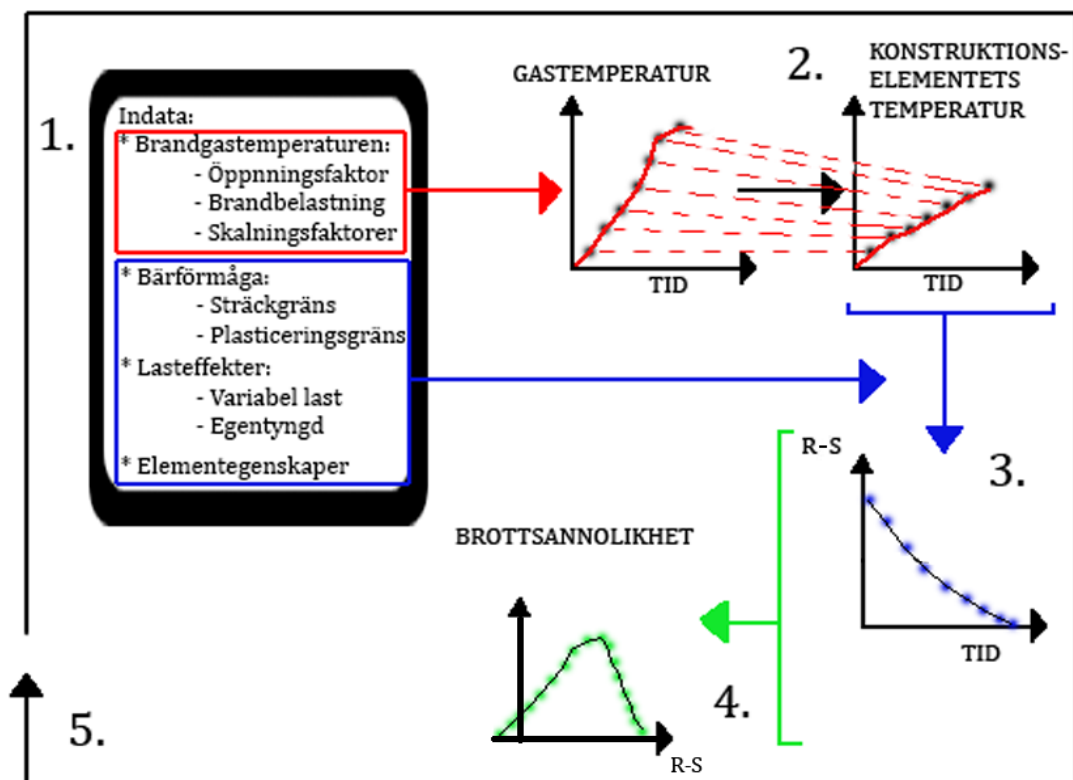 1.
Indata:
* Brandgastemperaturen:
- Öppnningsfaktor
- Brandbelastning
- Skalningsfaktorer
* Bärförmåga:
- Sträckgräns
- Plasticeringsgräns
* Lasteffekter:
- Variabel last
- Egentyngd
* Elementegenskaper
GASTEMPERATUR
TID
2.
KONSTRUKTIONS-
ELEMENTETS
TEMPERATUR
TID
R-S
3.
TID
BROTTSANNOLIKHET
4.
R-S
5.